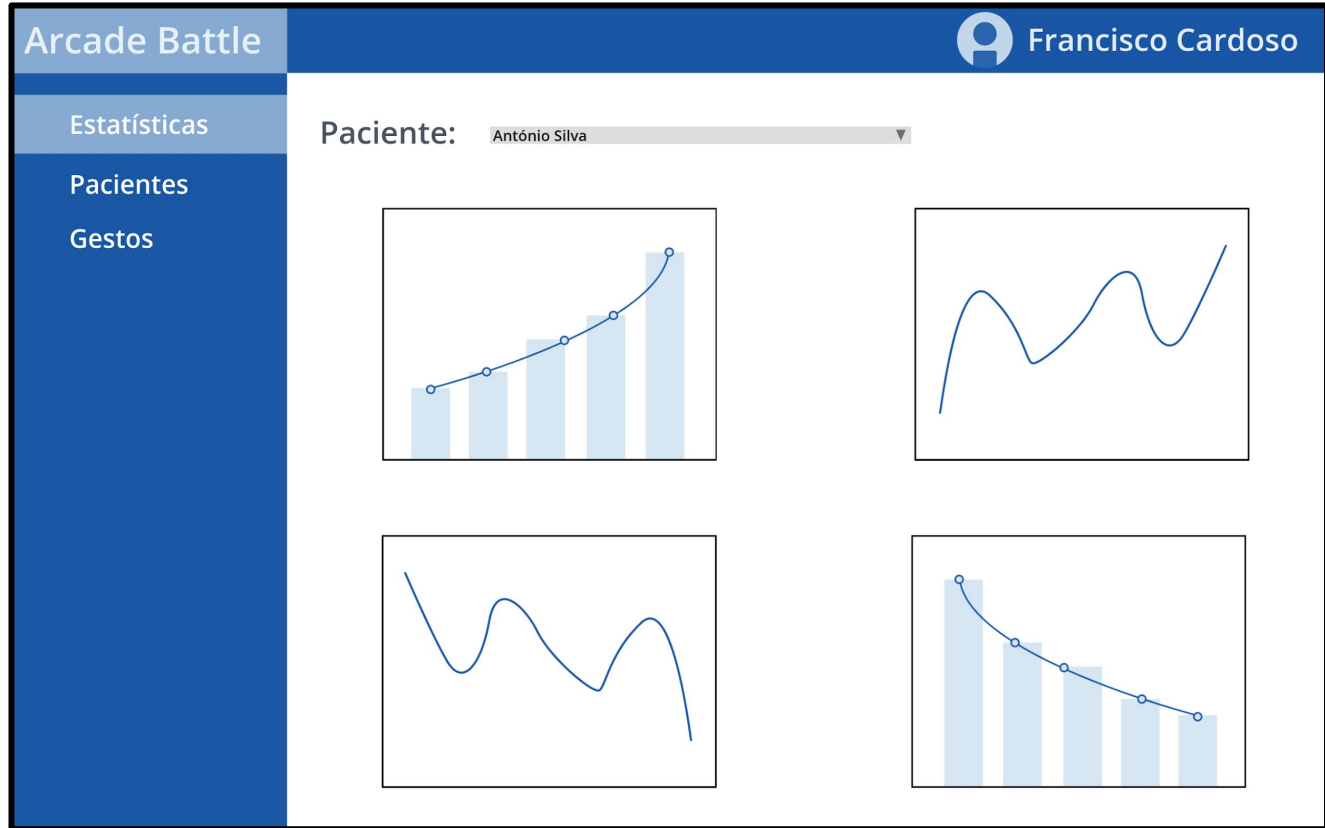 Arcade Battle
Francisco Cardoso
Estatísticas
Pacientes
Gestos
Paciente:
António Silva